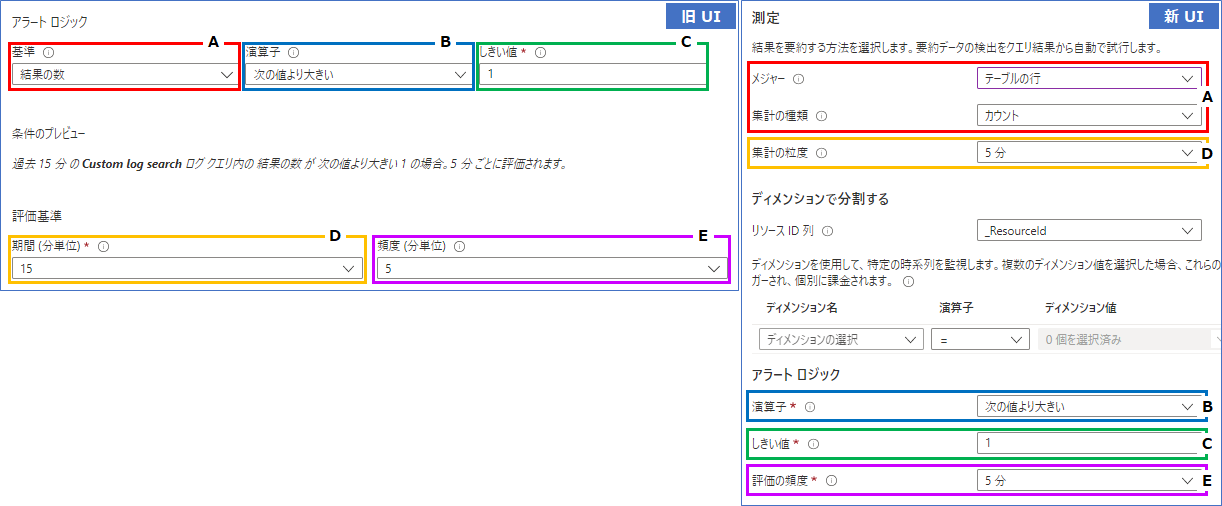 旧 UI
アラート ロジック
A
基準
結果の数
B
演算子
次の値より大きい
C
しきい値 *
1
条件のプレビュー
過去 15 分 の Custom log search ログ クエリ内の 結果の数 が 次の値より大きい 1 の場合。5 分 ごとに評価されます。
評価基準
D
期間 (分単位) *
15
E
頻度 (分単位)
5
新 UI
測定
結果を要約する方法を選択します。要約データの検出をクエリ結果から自動で試行します。
メジャー
テーブルの行
A
集計の種類
カウント
集計の粒度
5 分
D
ディメンションで分割する
リソース ID 列
_ResourceId
ディメンションを使用して、特定の時系列を監視します。複数のディメンション値を選択した場合、これらの
ガーされ、個別に課金されます。
ディメンション名
演算子
ディメンション値
ディメンションの選択
=
0 個を選択済み
アラート ロジック
演算子 *
次の値より大きい
B
しきい値 *
1
C
評価の頻度 *
5 分
E